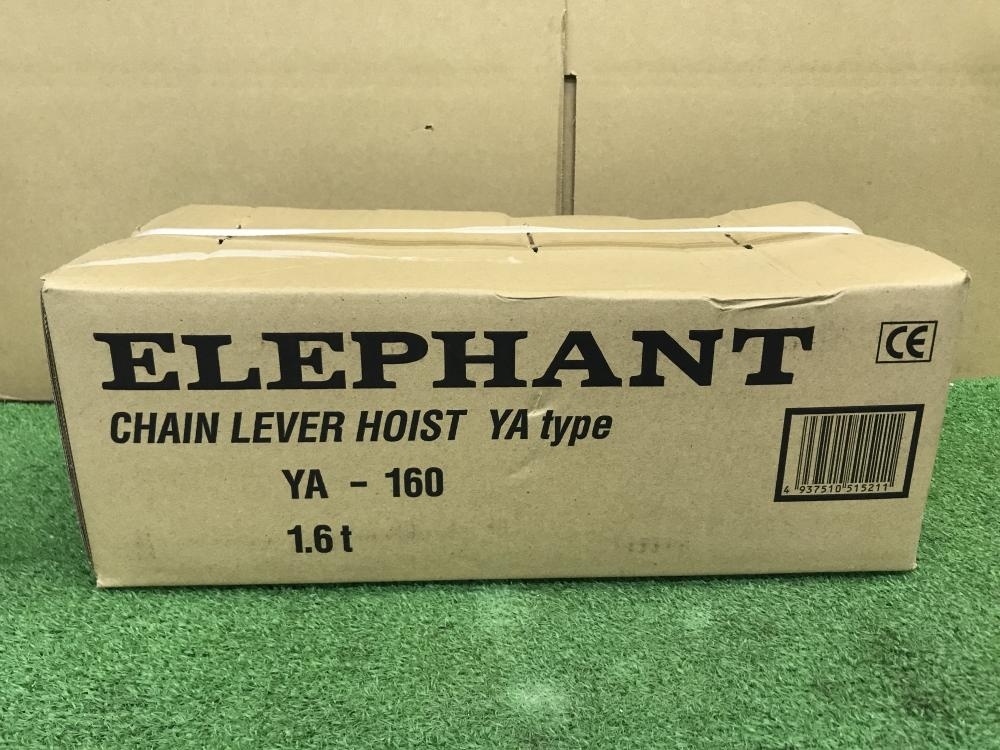 ELEPHANT
CE
CHAIN LEVER HOIST YA type
YA - 160
1.6 t
4 937510 515211